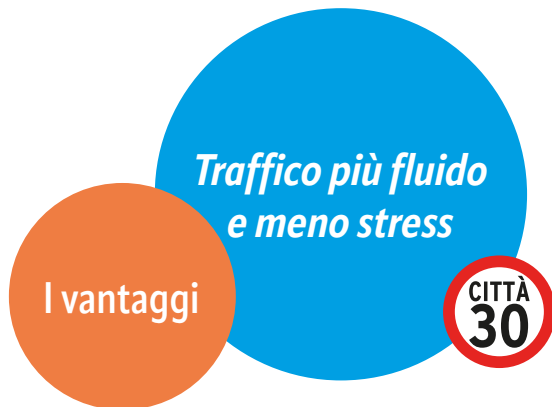 Traffico più fluido
e meno stress
I vantaggi
CITTÀ
30